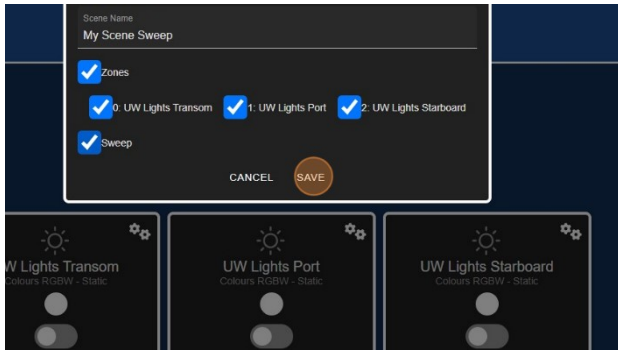 Scene Name
My Scene Sweep
Zones
0: UW Lights Transom 1: UW Lights Port 2: UW Lights Starboard
Sweep
CANCEL SAVE
W Lights Transom UW Lights Port UW Lights Starboard
Colours RGBW - Static Colours RGBW - Static Colours RGBW - Static